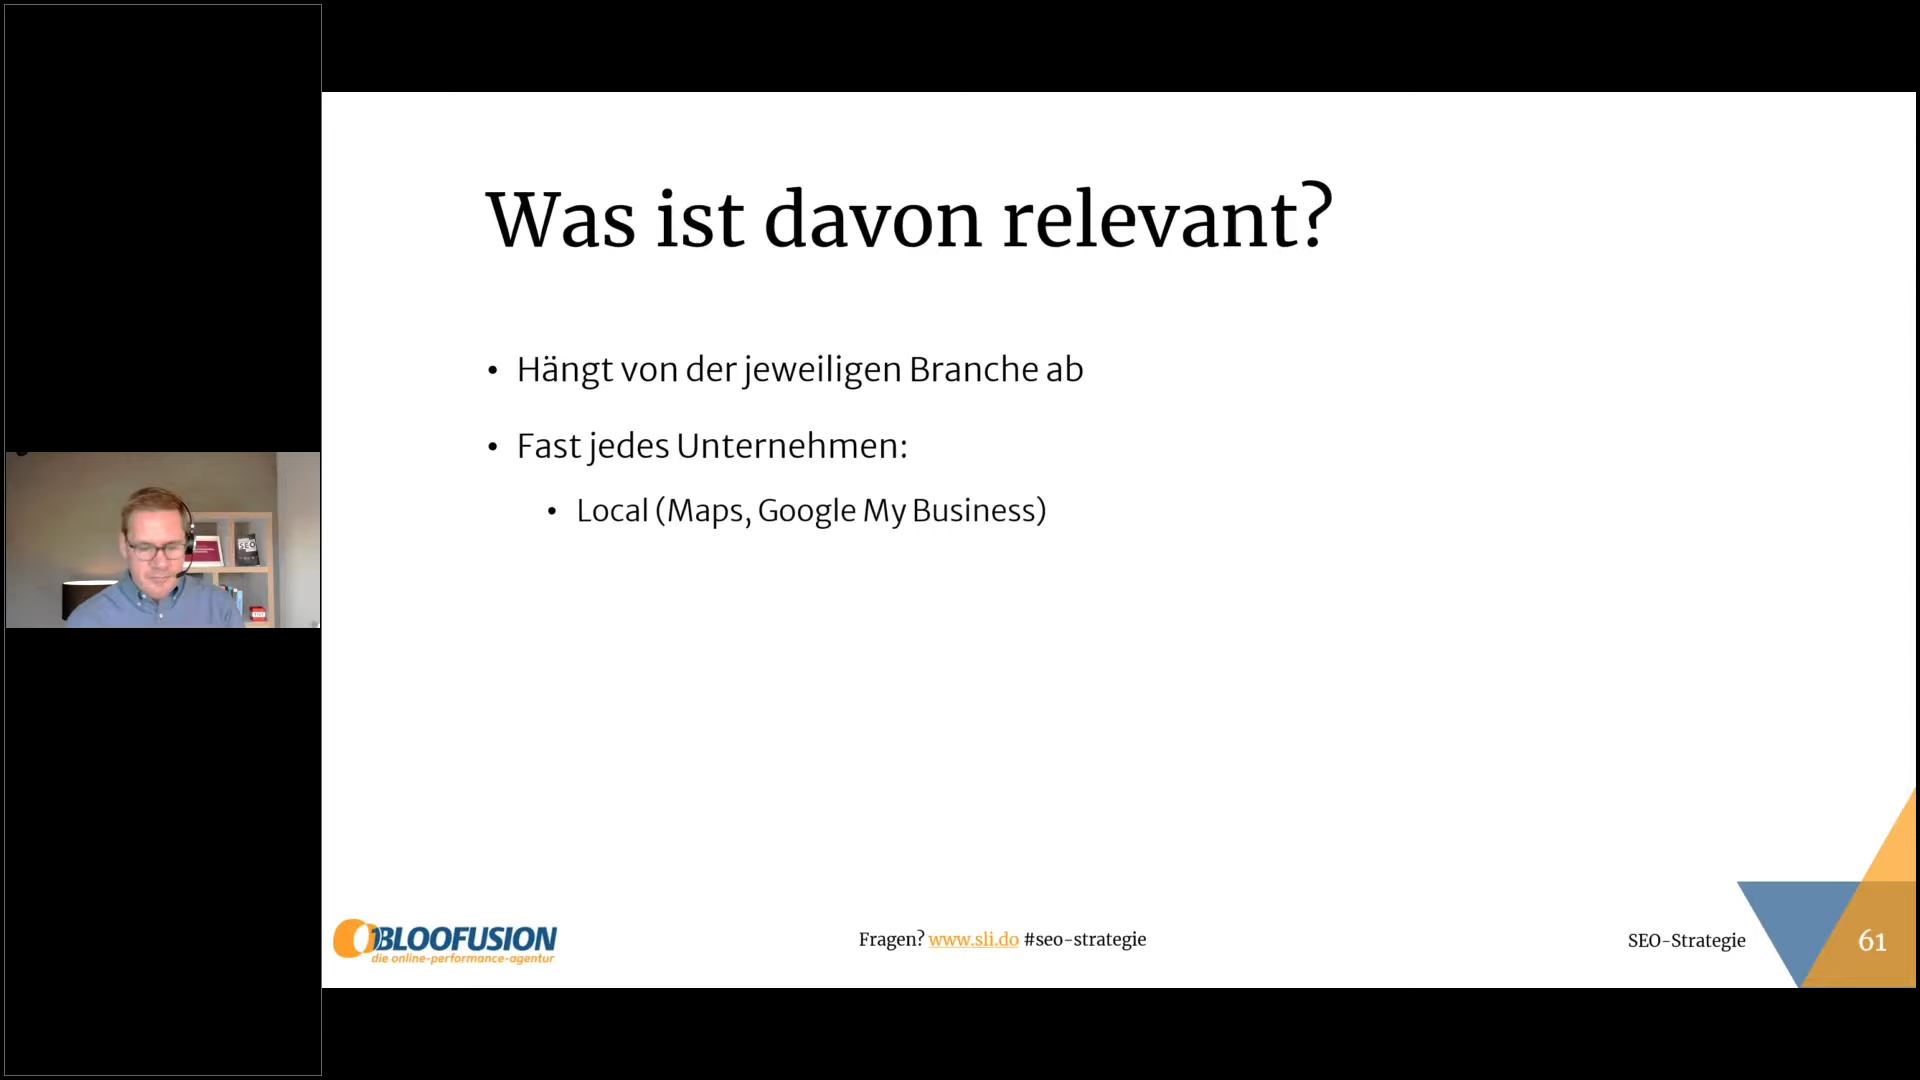 Was ist davon relevant?
• Hängt von der jeweiligen Branche ab
• Fast jedes Unternehmen:
• Local (Maps, Google My Business)
SEO
BLOOFUSION
die online-performance-agentur
Fragen? www.sli.do #seo-strategie
SEO-Strategie
61